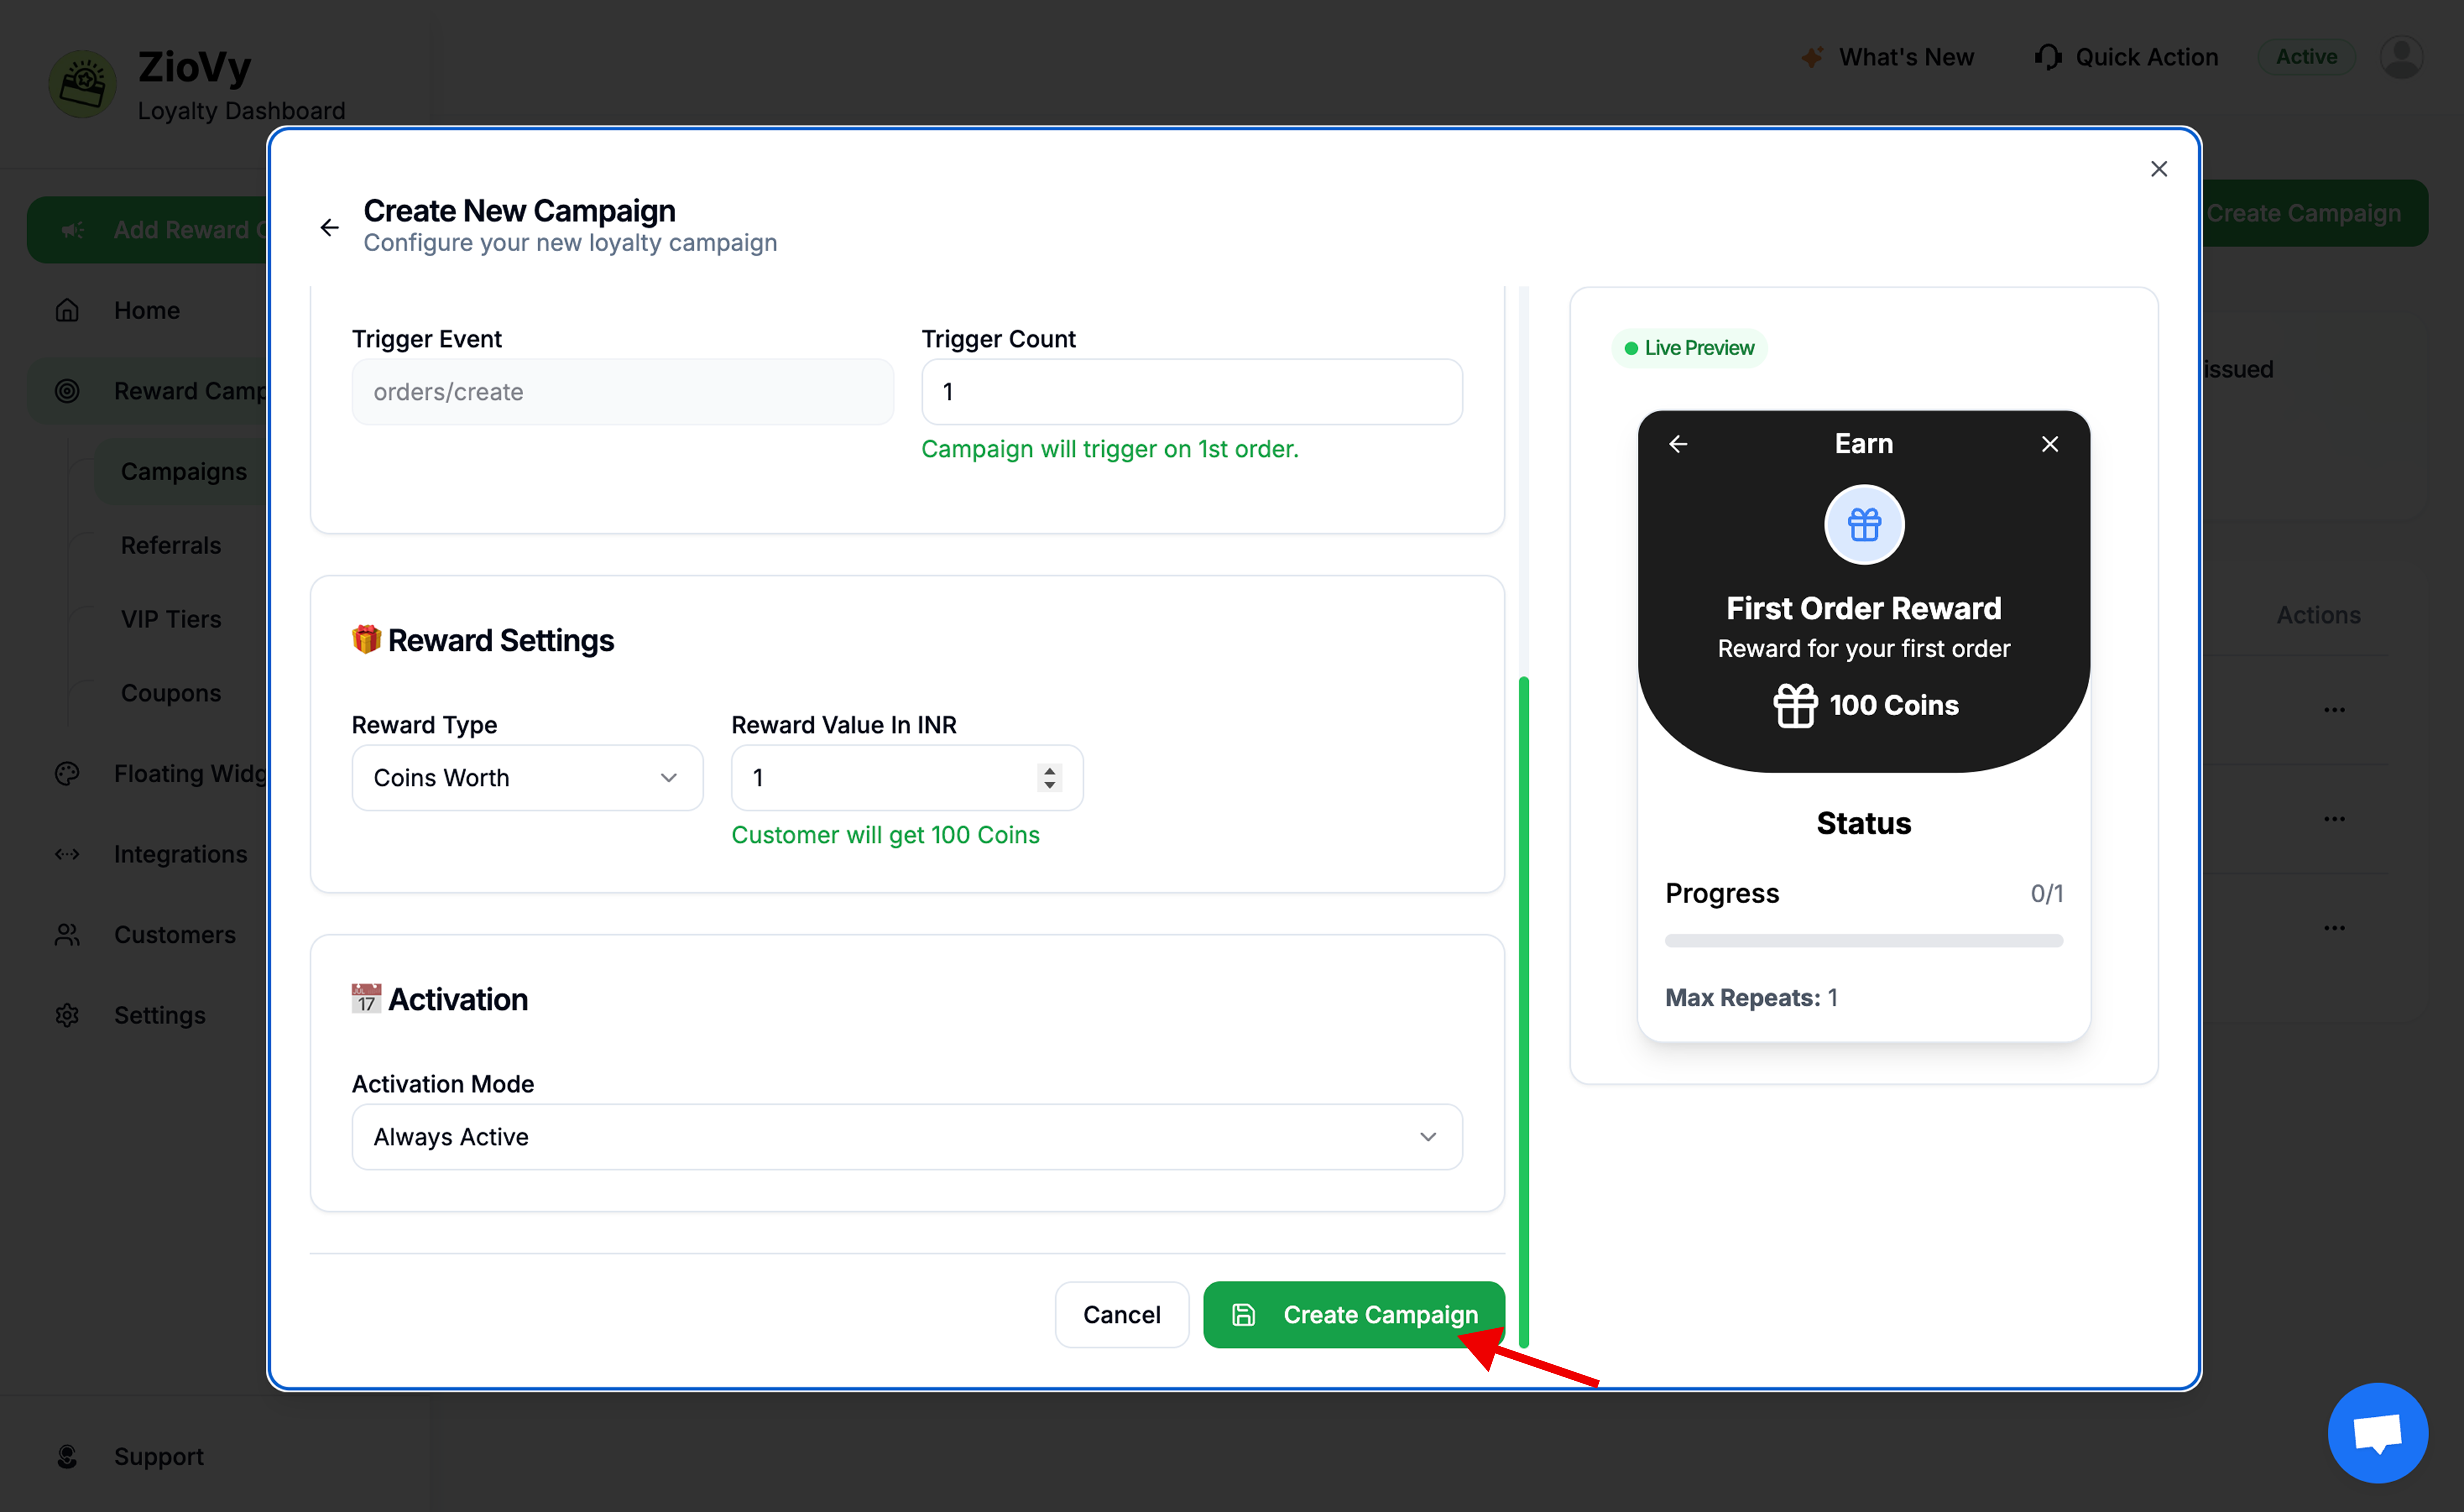 ZioVy
Loyalty Dashboard
What's New
Quick Action
Active
Add Reward C
Create Campaign
Home
Reward Camp
Campaigns
Referrals
VIP Tiers
Coupons
Floating Widg
Integrations
Customers
Settings
Support
issued
Actions
Create New Campaign
Configure your new loyalty campaign
Trigger Event
Trigger Count
orders/create
1
Campaign will trigger on 1st order.
🎁 Reward Settings
Reward Type
Reward Value In INR
Coins Worth
1
Customer will get 100 Coins
📅 Activation
JUL
17
Activation Mode
Always Active
Cancel
Create Campaign
Live Preview
Earn
First Order Reward
Reward for your first order
100 Coins
Status
Progress
0/1
Max Repeats: 1